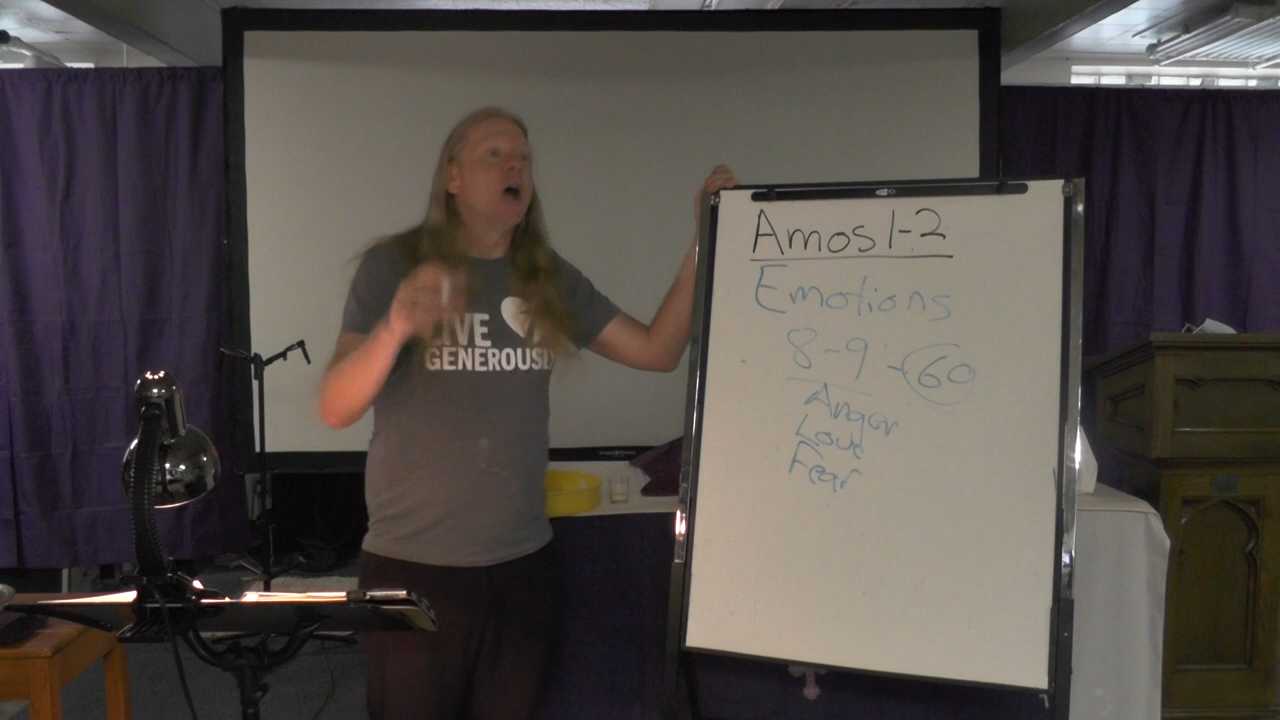 LIVE
GENEROUSLY
Amos 1-2
Emotions
8-9 - 60
Anger
Love
Fear